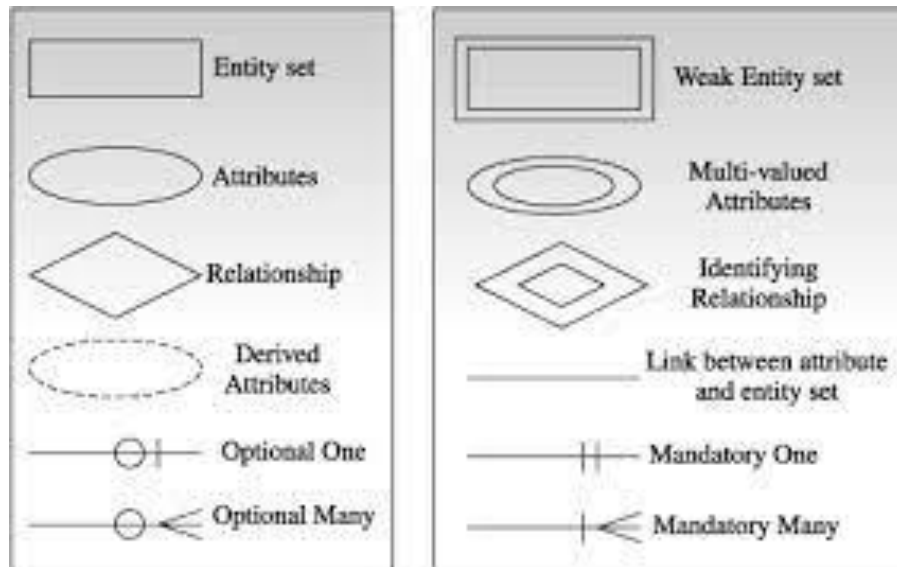 Entity set
Attributes
Relationship
Derived
Attributes
Optional One
Optional Many
Weak Entity set
Multi-valued
Attributes
Identifying
Relationship
Link between attribute
and entity set
Mandatory One
Mandatory Many